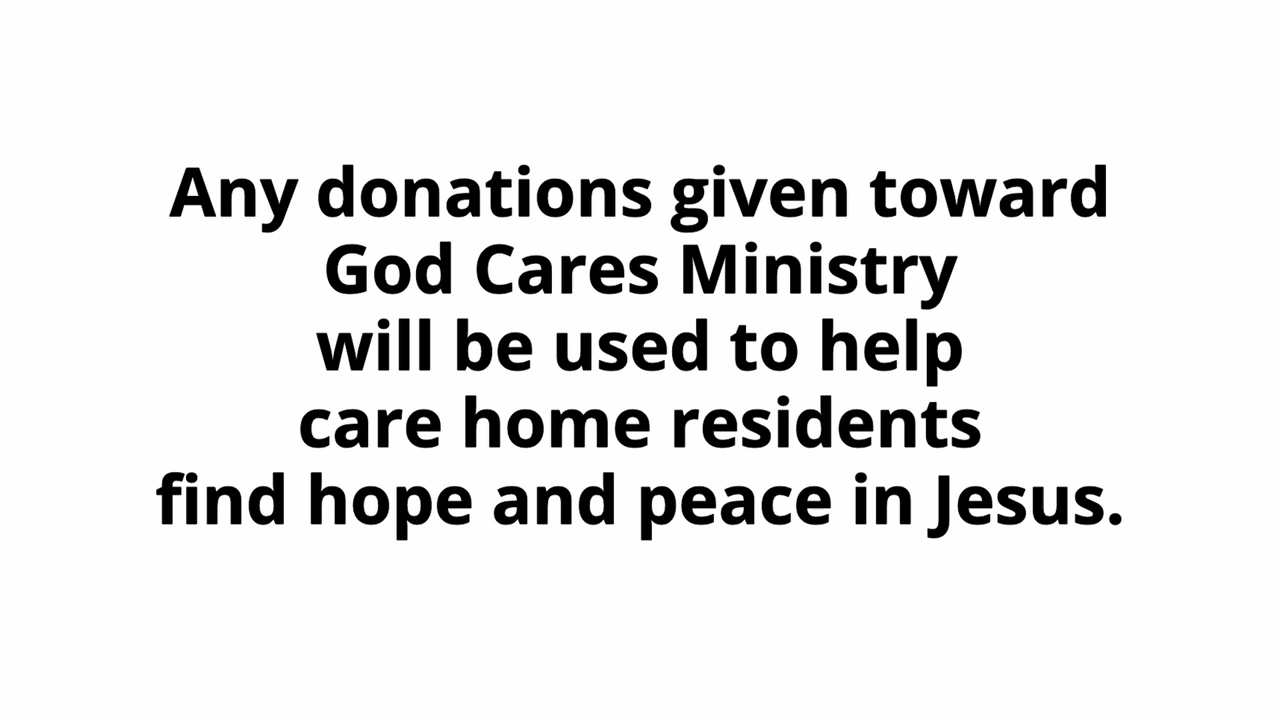 Any donations given toward
God Cares Ministry
will be used to help
care home residents
find hope and peace in Jesus.